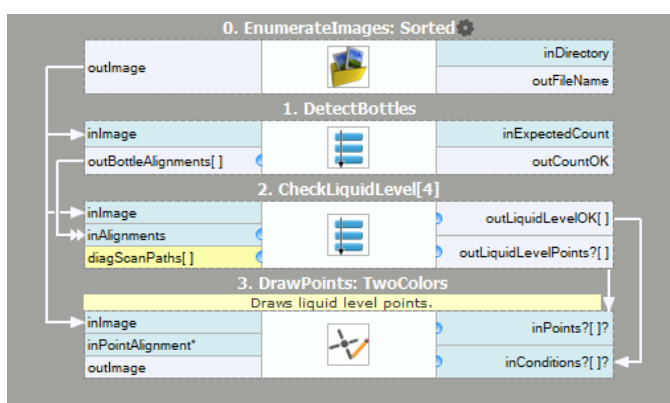 0. EnumerateImages: Sorted
outImage
inDirectory
outFileName
1. DetectBottles
inImage
inExpectedCount
outBottleAlignments[ ]
outCountOK
2. CheckLiquidLevel[4]
inImage
outLiquidLevelOK[ ]
inAlignments
diagScanPaths[ ]
outLiquidLevelPoints?[ ]
3. DrawPoints: TwoColors
Draws liquid level points.
inImage
inPoints?[ ]?
inPointAlignment*
outImage
inConditions?[ ]?